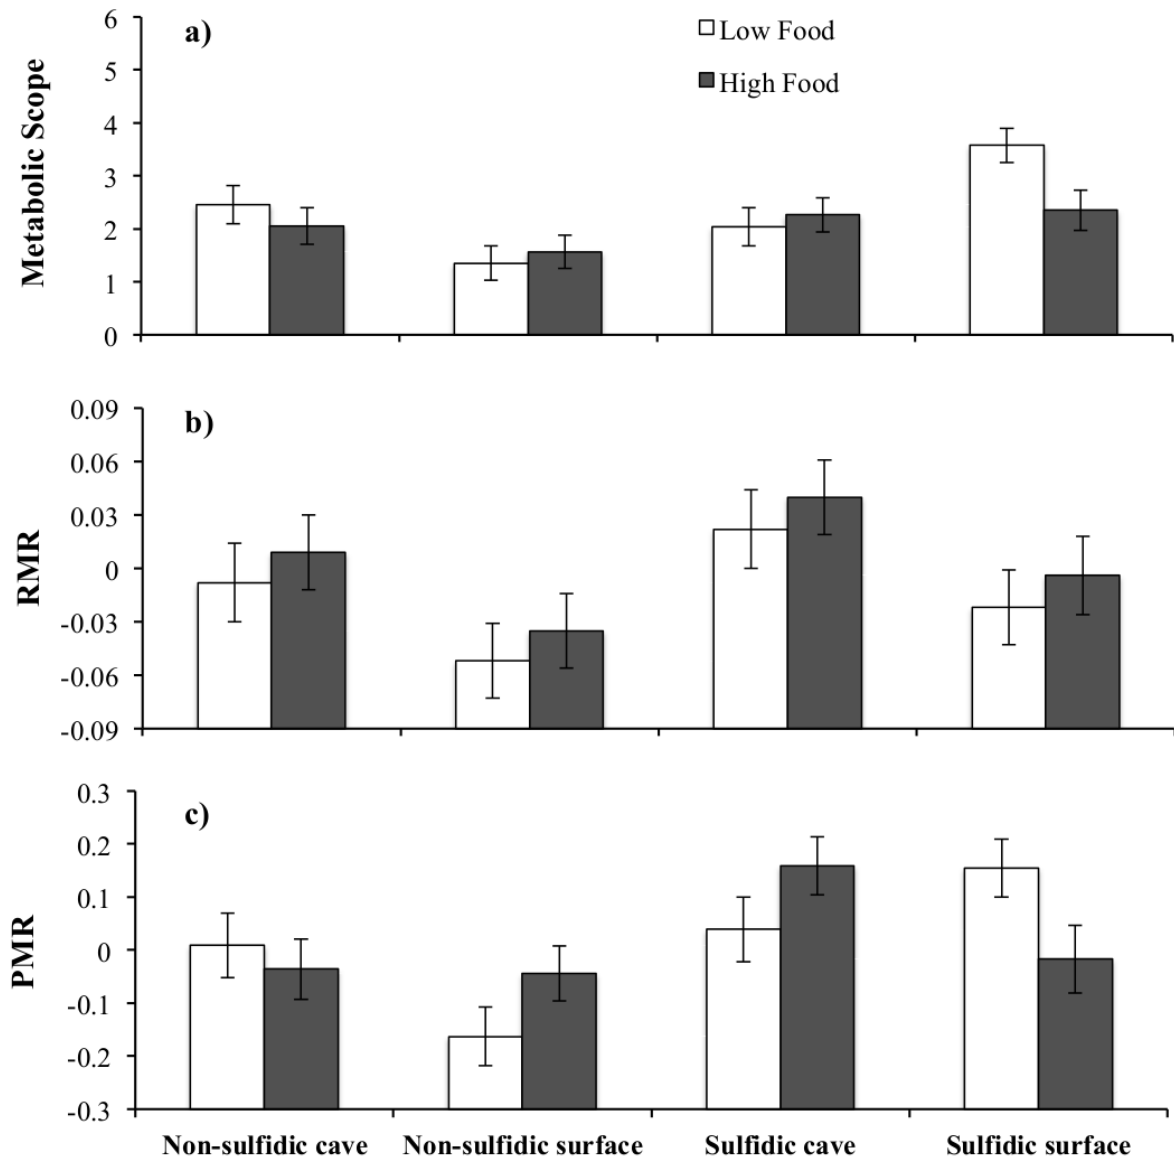 a)
Low Food
High Food
Metabolic Scope
6
5
4
3
2
1
0
b)
RMR
0.09
0.06
0.03
0
-0.03
-0.06
-0.09
c)
PMR
0.3
0.2
0.1
0
-0.1
-0.2
-0.3
Non-sulfidic cave
Non-sulfidic surface
Sulfidic cave
Sulfidic surface